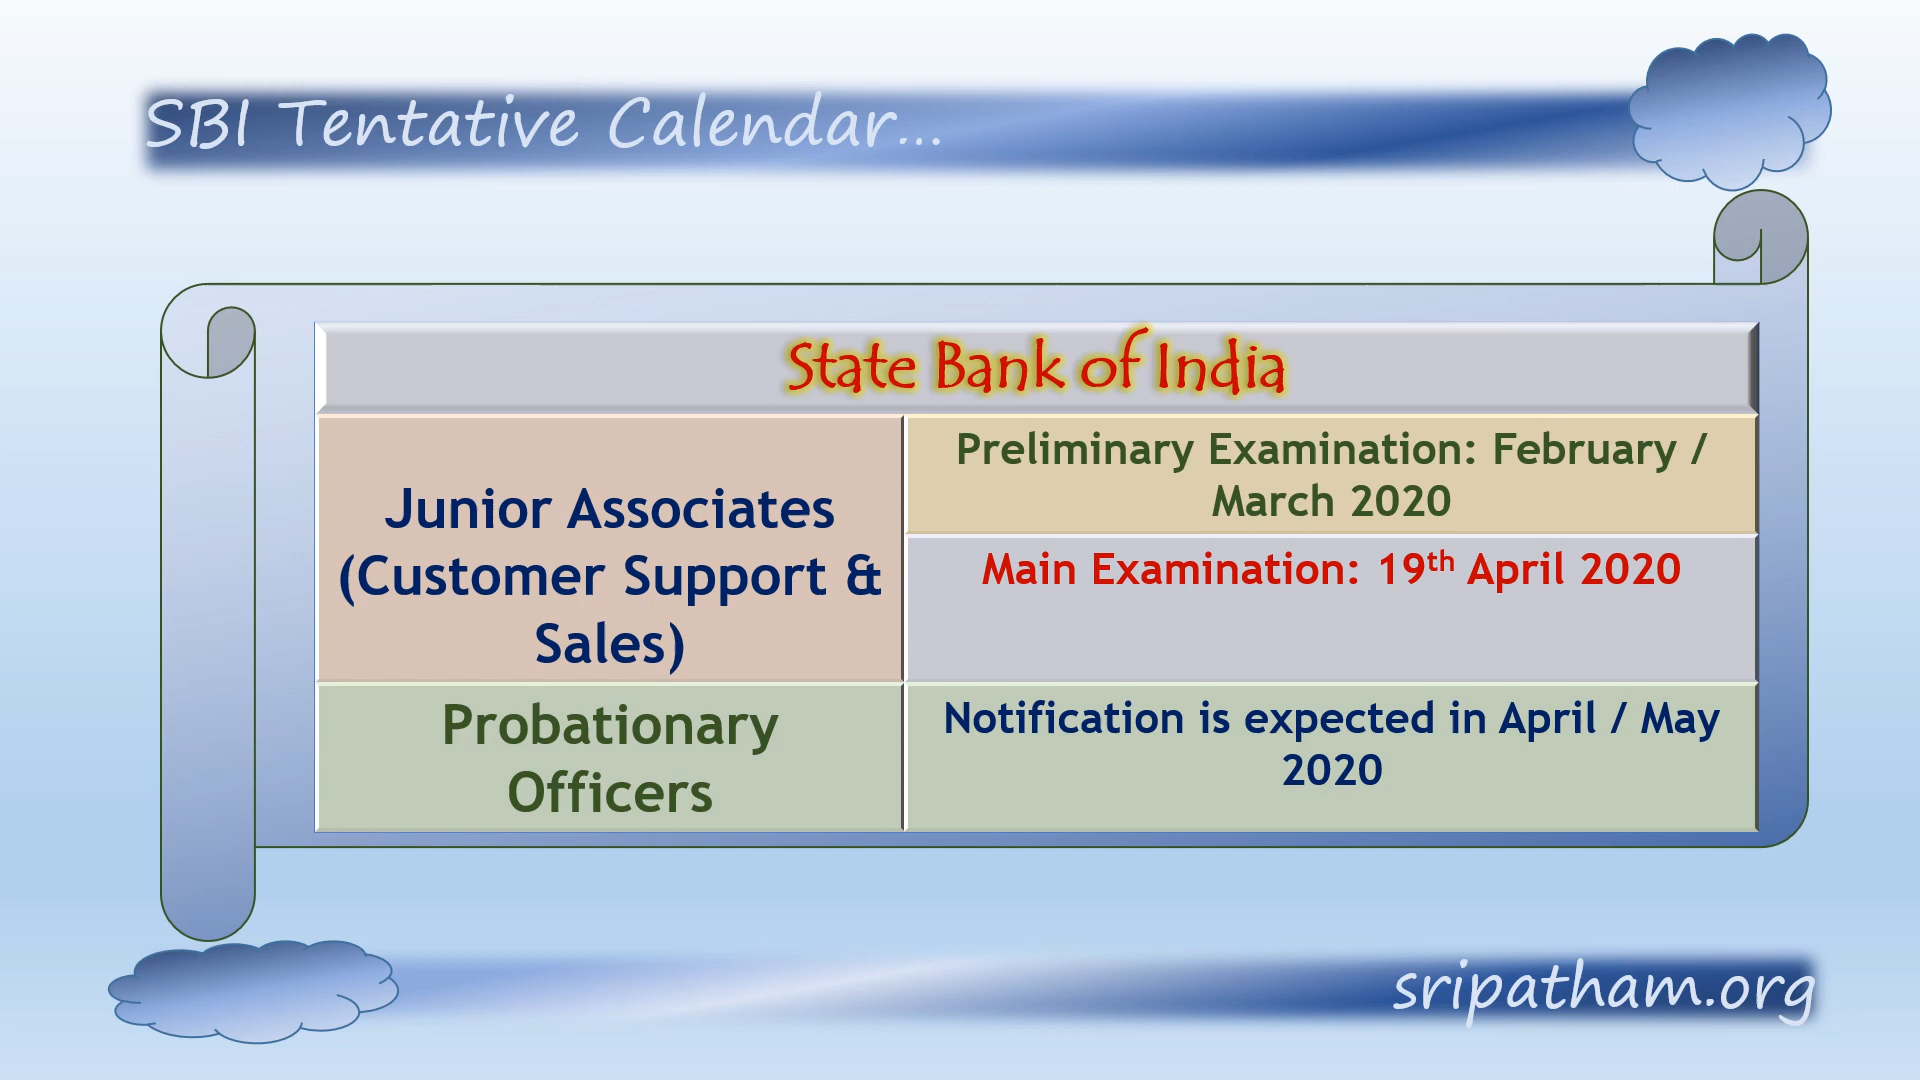 SBI Tentative Calendar...
State Bank of India
Junior Associates
(Customer Support &
Sales)
Preliminary Examination: February /
March 2020
Main Examination: 19th April 2020
Probationary
Officers
Notification is expected in April / May
2020
sripatham.org